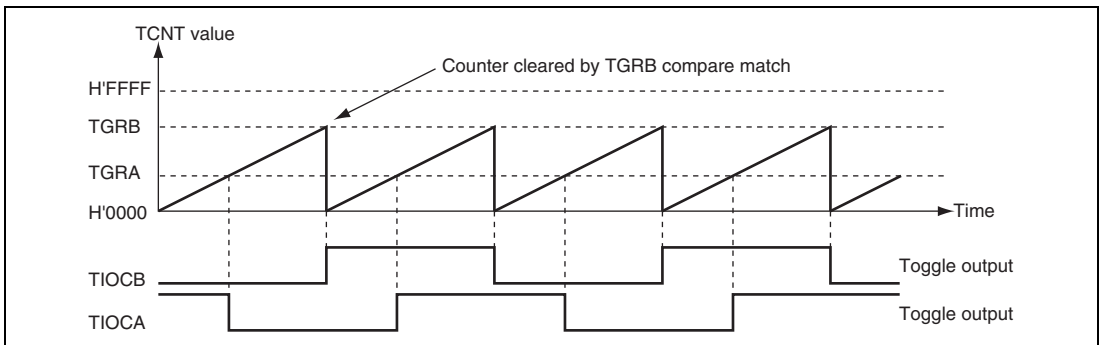 TCNT value
Counter cleared by TGRB compare match
H'FFFF
TGRB
TGRA
H'0000
Time
TIOCB
Toggle output
TIOCA
Toggle output